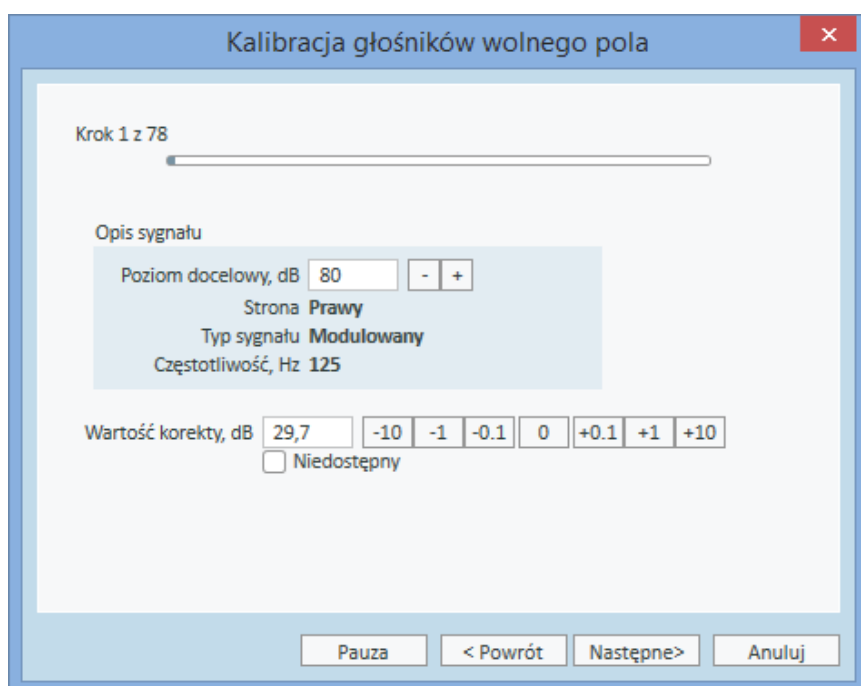 Kalibracja głośników wolnego pola
Krok 1 z 78
Opis sygnału
Poziom docelowy, dB 80 - +
Strona Prawy
Typ sygnału Modulowany
Częstotliwość, Hz 125
Wartość korekty, dB 29,7 -10 -1 -0.1 0 +0.1 +1 +10
Niedostępny
Pauza < Powrót Następne> Anuluj